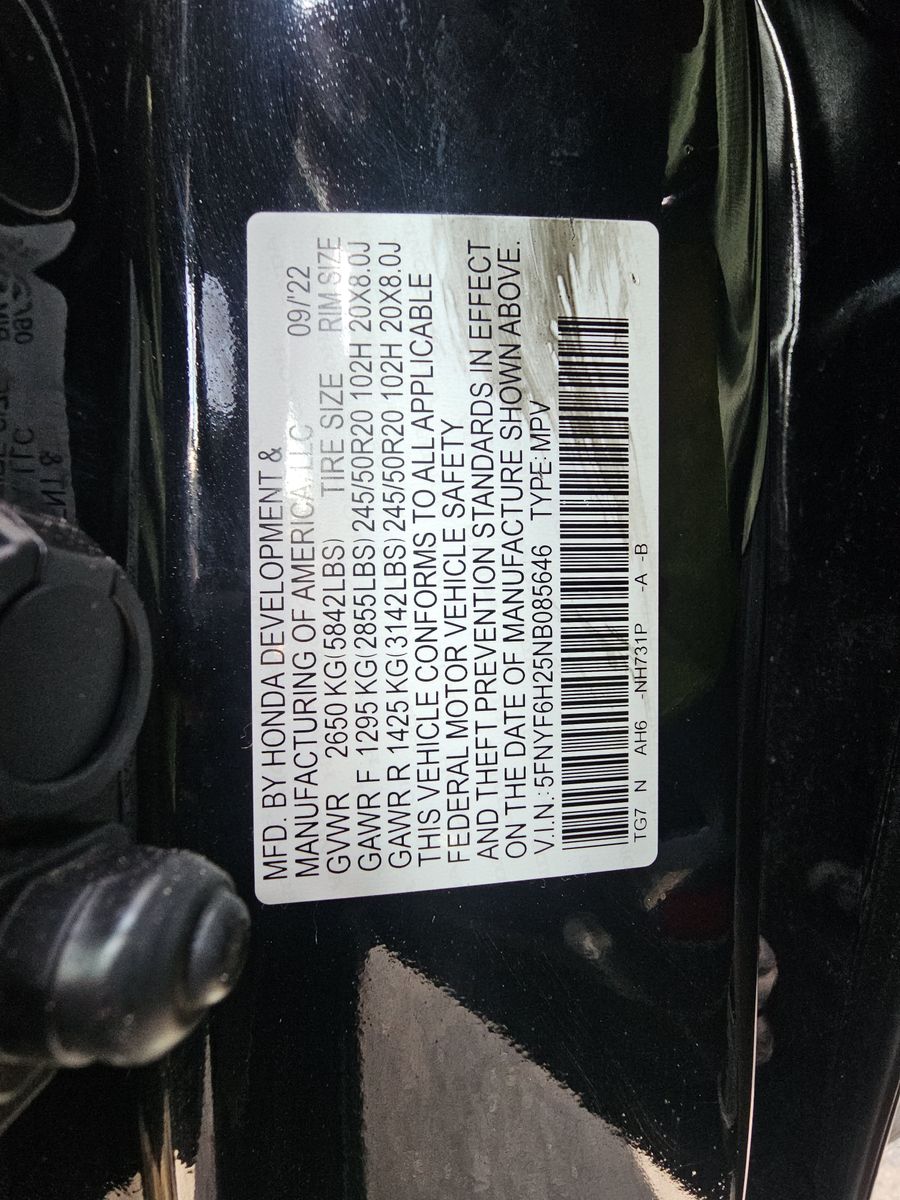 MFD. BY HONDA DEVELOPMENT &
MANUFACTURING OF AMERICA LLC 09/'22
GVWR 2650 KG(5842LBS) TIRE SIZE RIM SIZE
GAWR F 1295 KG(2855LBS) 245/50R20 102H 20X8.0J
GAWR R 1425 KG(3142LBS) 245/50R20 102H 20X8.0J
THIS VEHICLE CONFORMS TO ALL APPLICABLE
FEDERAL MOTOR VEHICLE SAFETY
AND THEFT PREVENTION STANDARDS IN EFFECT
ON THE DATE OF MANUFACTURE SHOWN ABOVE.
V.I.N.: 5FNYF6H25NB085646 TYPE: MPV
TG7 N AH6 -NH731P -A -B